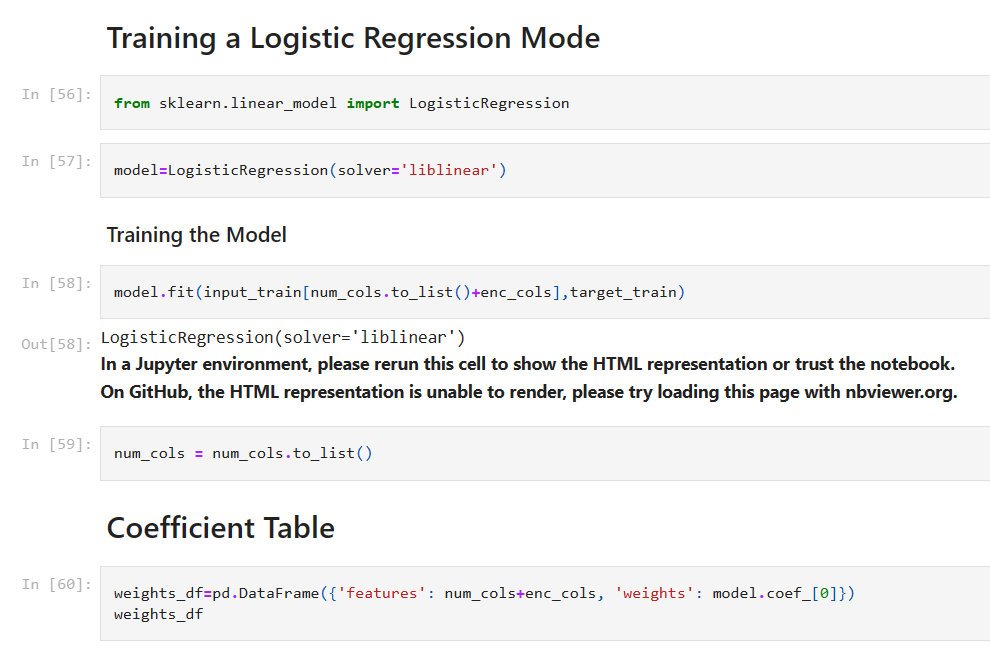 Training a Logistic Regression Mode
In [56]:
from sklearn.linear_model import LogisticRegression
In [57]:
model=LogisticRegression(solver='liblinear')
Training the Model
In [58]:
model.fit(input_train[num_cols.to_list()+enc_cols],target_train)
Out[58]:
LogisticRegression(solver='liblinear')
In a Jupyter environment, please rerun this cell to show the HTML representation or trust the notebook.
On GitHub, the HTML representation is unable to render, please try loading this page with nbviewer.org.
In [59]:
num_cols = num_cols.to_list()
Coefficient Table
In [60]:
weights_df=pd.DataFrame({'features': num_cols+enc_cols, 'weights': model.coef_[0]})
weights_df